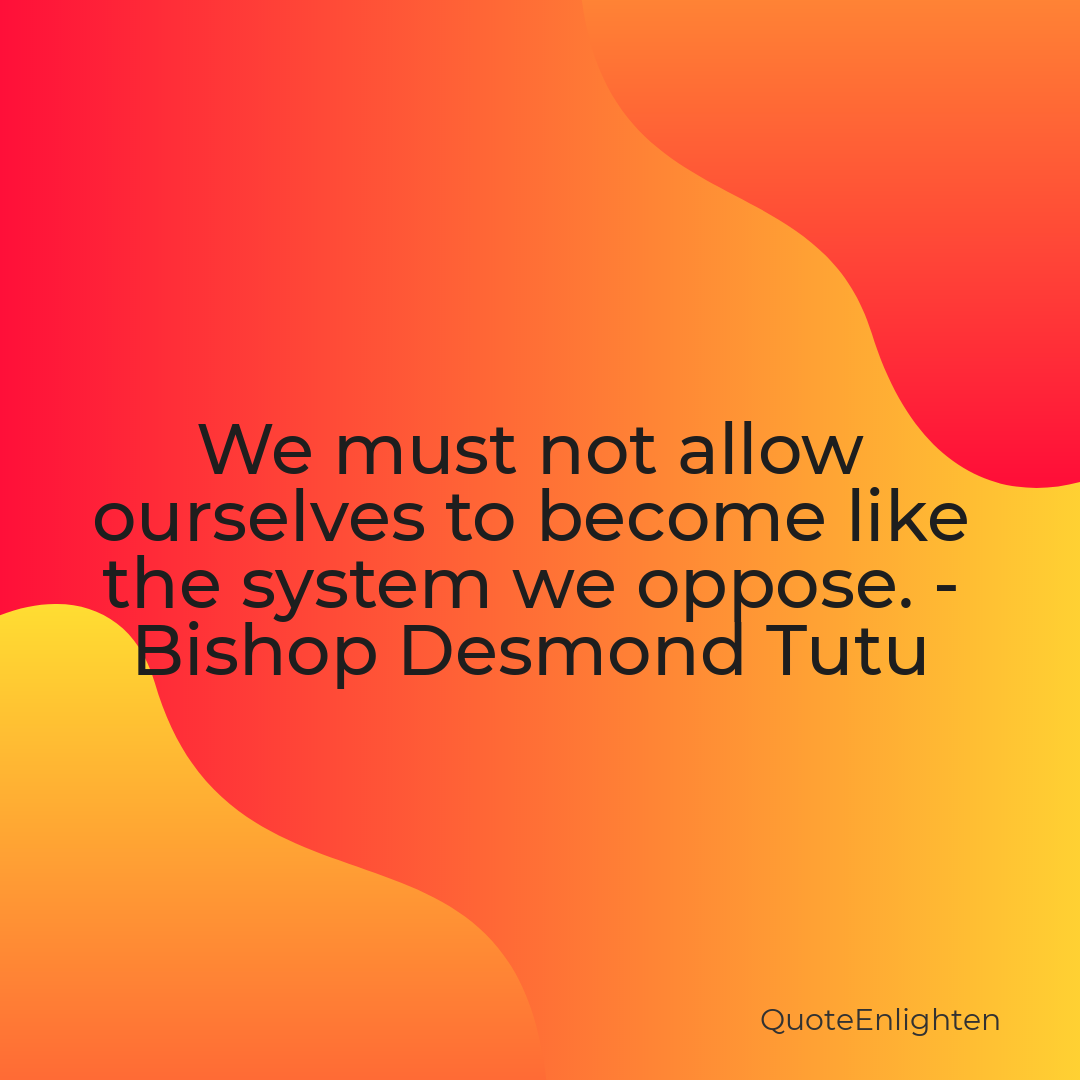 We must not allow
ourselves to become like
the system we oppose. -
Bishop Desmond Tutu
QuoteEnlighten